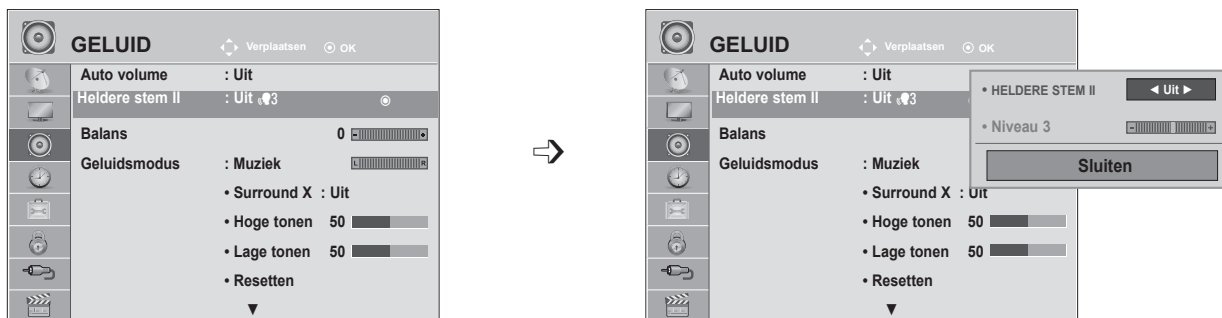 GELUID Verplaatsen OK
Auto volume : Uit
Heldere stem II : Uit 3
Balans 0 - +
Geluidsmodus : Muziek L R
• Surround X : Uit
• Hoge tonen 50
• Lage tonen 50
• Resetten
▼
GELUID Verplaatsen OK
Auto volume : Uit
Heldere stem II : Uit 3
Balans
Geluidsmodus : Muziek
• Surround X : Uit
• Hoge tonen 50
• Lage tonen 50
• Resetten
▼
• HELDERE STEM II ◄ Uit ►
• Niveau 3 - +
Sluiten